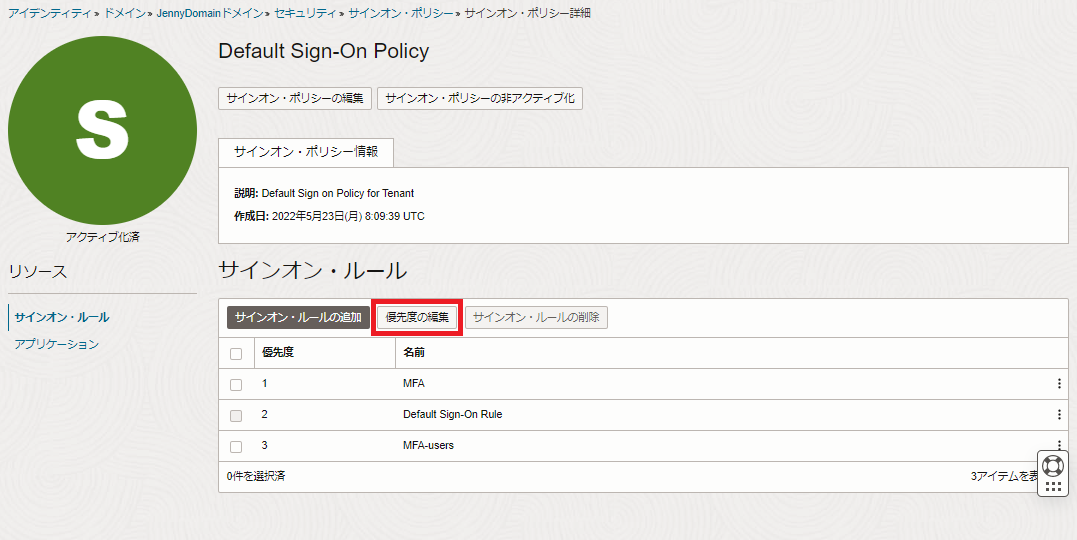 アイデンティティ » ドメイン » JennyDomainドメイン » セキュリティ » サインオン・ポリシー » サインオン・ポリシー詳細
S
アクティブ化済
Default Sign-On Policy
サインオン・ポリシーの編集 サインオン・ポリシーの非アクティブ化
サインオン・ポリシー情報
説明: Default Sign on Policy for Tenant
作成日: 2022年5月23日(月) 8:09:39 UTC
リソース
サインオン・ルール
アプリケーション
サインオン・ルール
サインオン・ルールの追加 優先度の編集 サインオン・ルールの削除
優先度 名前
1 MFA
2 Default Sign-On Rule
3 MFA-users
0件を選択済 3アイテムを表